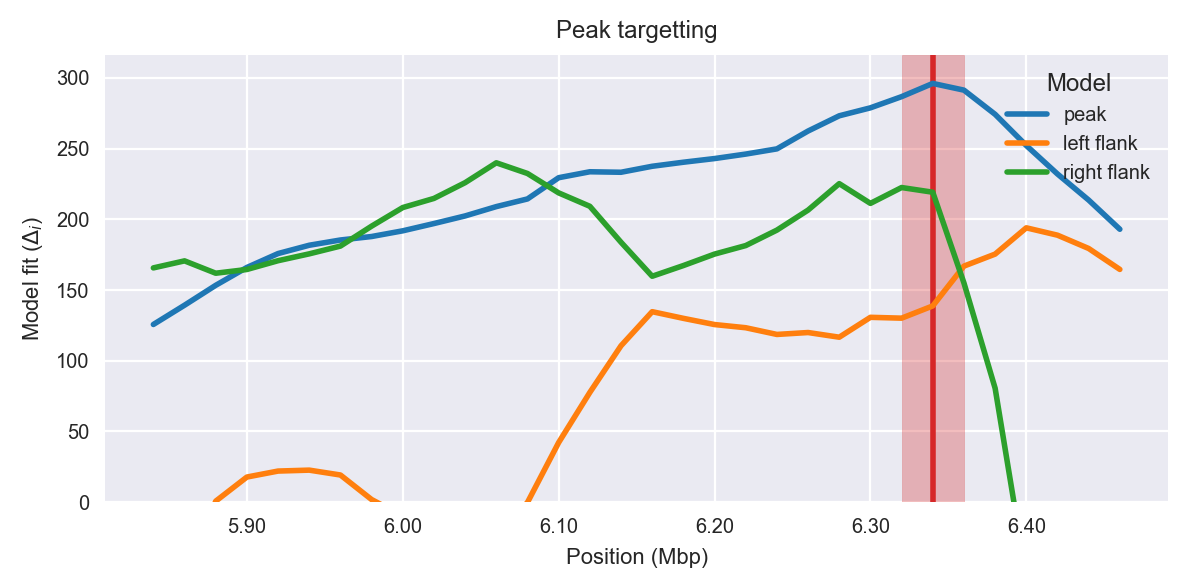 Peak targetting
Model fit (Δi)
300
250
200
150
100
50
0
Model
peak
left flank
right flank
5.90 6.00 6.10 6.20 6.30 6.40
Position (Mbp)